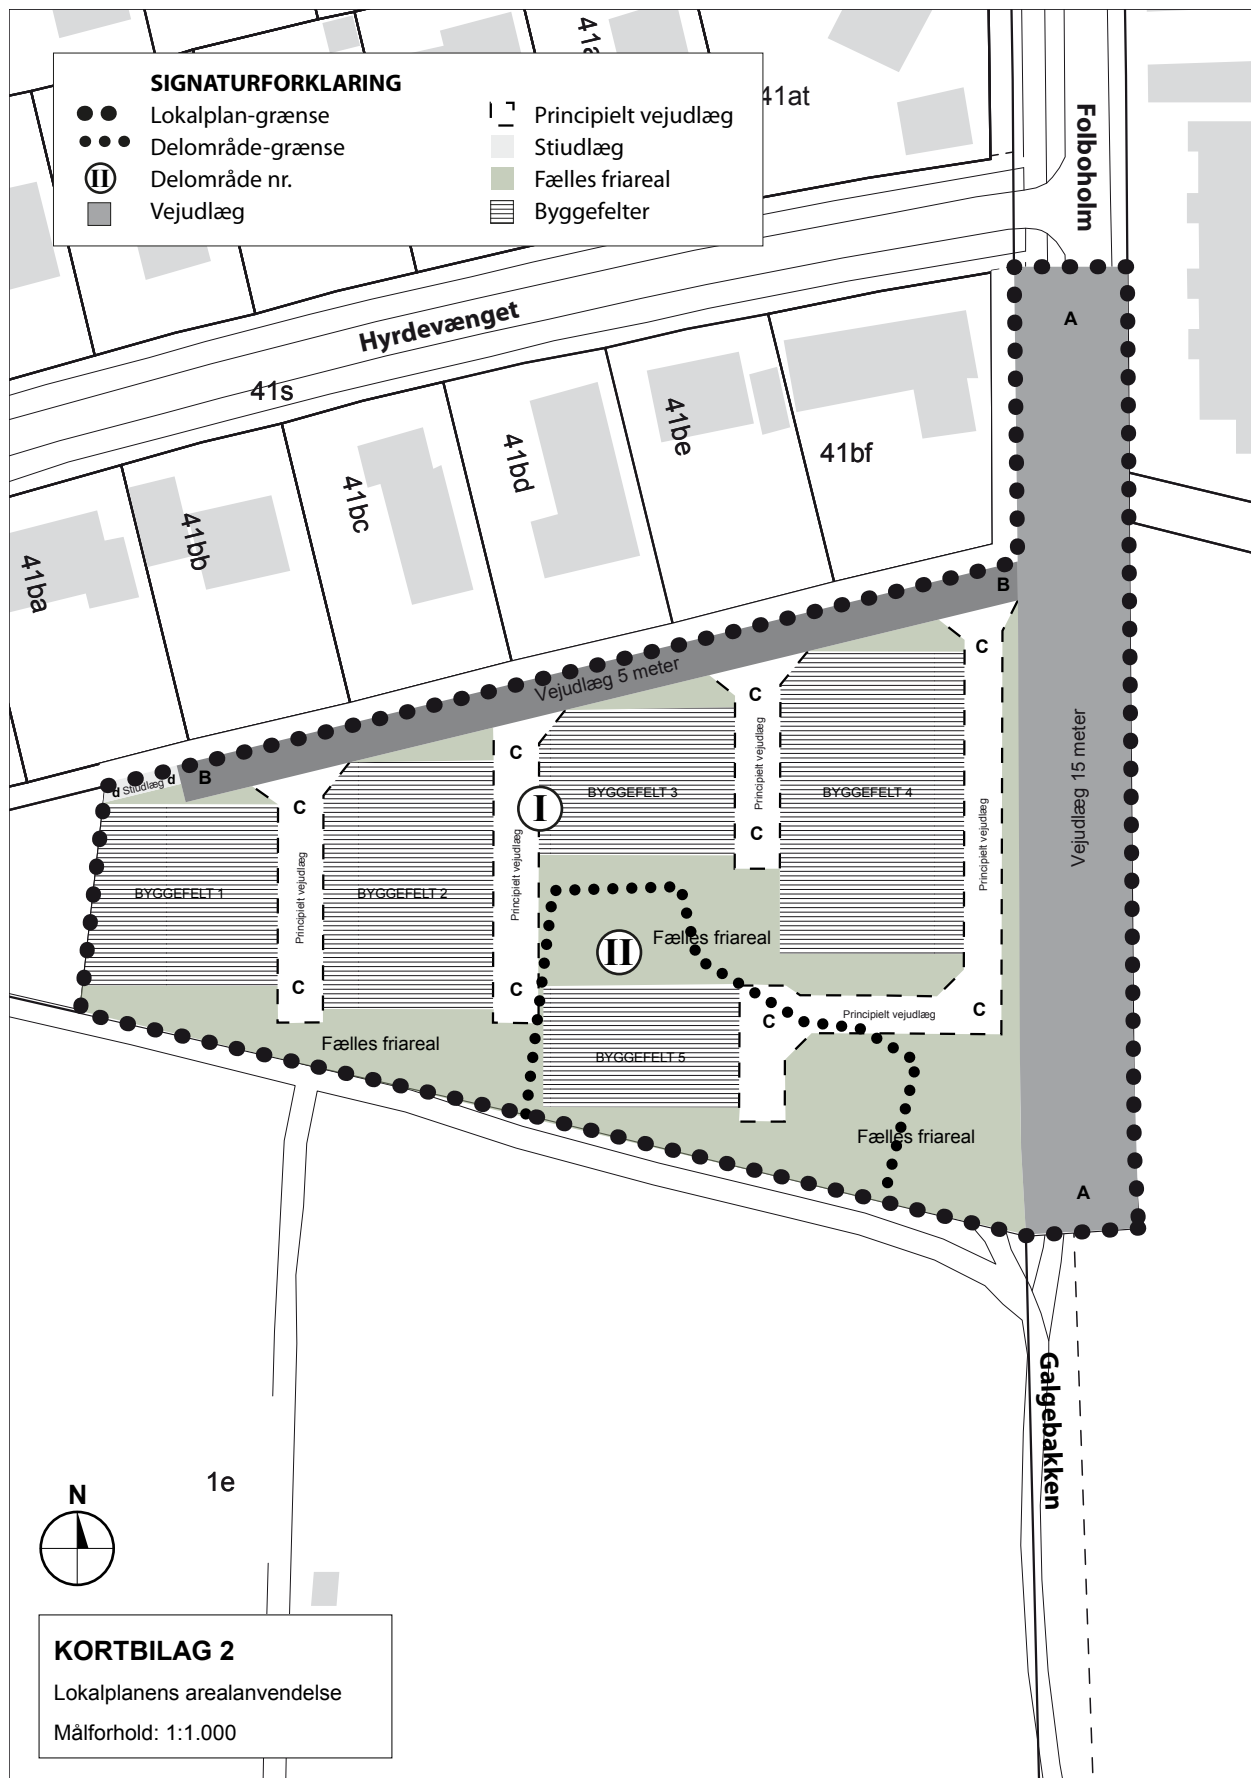 SIGNATURFORKLARING
Lokalplan-grænse
Delområde-grænse
II Delområde nr.
Vejudlæg
Principielt vejudlæg
Stiudlæg
Fælles friareal
Byggefelter
41at
Folboholm
A
Hyrdevænget
41s
41be
41bf
41bd
41bc
41bb
41ba
B
Vejudlæg 5 meter
C
C
C
d Stiudlæg d
B
C
I
BYGGEFELT 3
Principielt vejudlæg
BYGGEFELT 4
Vejudlæg 15 meter
C
BYGGEFELT 1
Principielt vejudlæg
BYGGEFELT 2
Principielt vejudlæg
Principielt vejudlæg
II
Fælles friareal
C
C
C
C
Principielt vejudlæg
Fælles friareal
BYGGEFELT 5
Fælles friareal
A
Galgebakken
1e
N
KORTBILAG 2
Lokalplanens arealanvendelse
Målforhold: 1:1.000